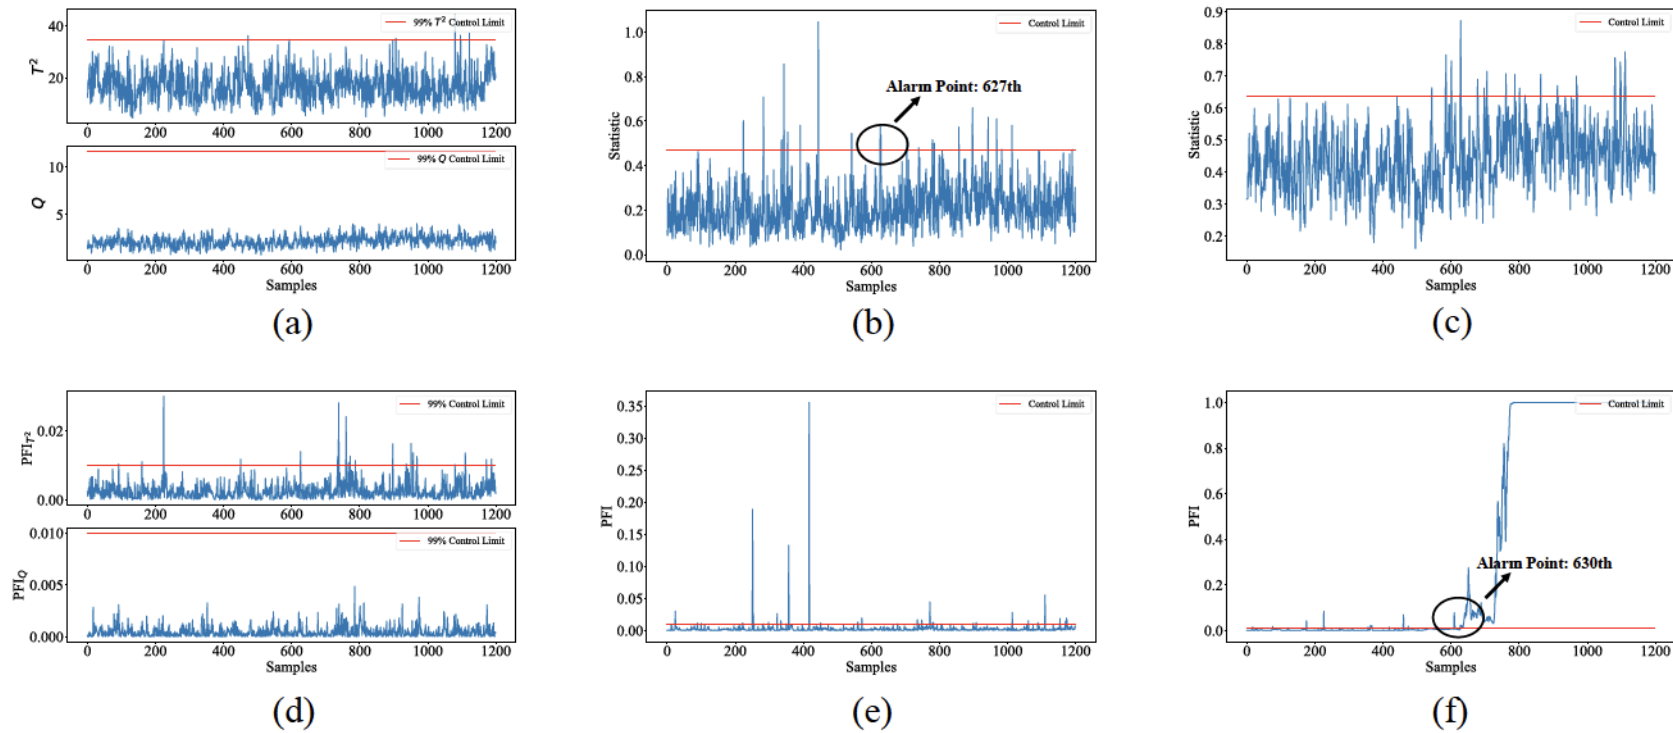 99% T² Control Limit
40
20
T²
0 200 400 600 800 1000 1200
99% Q Control Limit
10
5
Q
0 200 400 600 800 1000 1200
Samples
(a)
Control Limit
1.0
0.8
0.6
0.4
0.2
0.0
Statistic
Alarm Point: 627th
0 200 400 600 800 1000 1200
Samples
(b)
Control Limit
0.9
0.8
0.7
0.6
0.5
0.4
0.3
0.2
Statistic
0 200 400 600 800 1000 1200
Samples
(c)
99% Control Limit
0.02
0.00
PFI_T²
0 200 400 600 800 1000 1200
99% Control Limit
0.010
0.005
0.000
PFI_Q
0 200 400 600 800 1000 1200
Samples
(d)
Control Limit
0.35
0.30
0.25
0.20
0.15
0.10
0.05
0.00
PFI
0 200 400 600 800 1000 1200
Samples
(e)
Control Limit
1.0
0.8
0.6
0.4
0.2
0.0
PFI
Alarm Point: 630th
0 200 400 600 800 1000 1200
Samples
(f)